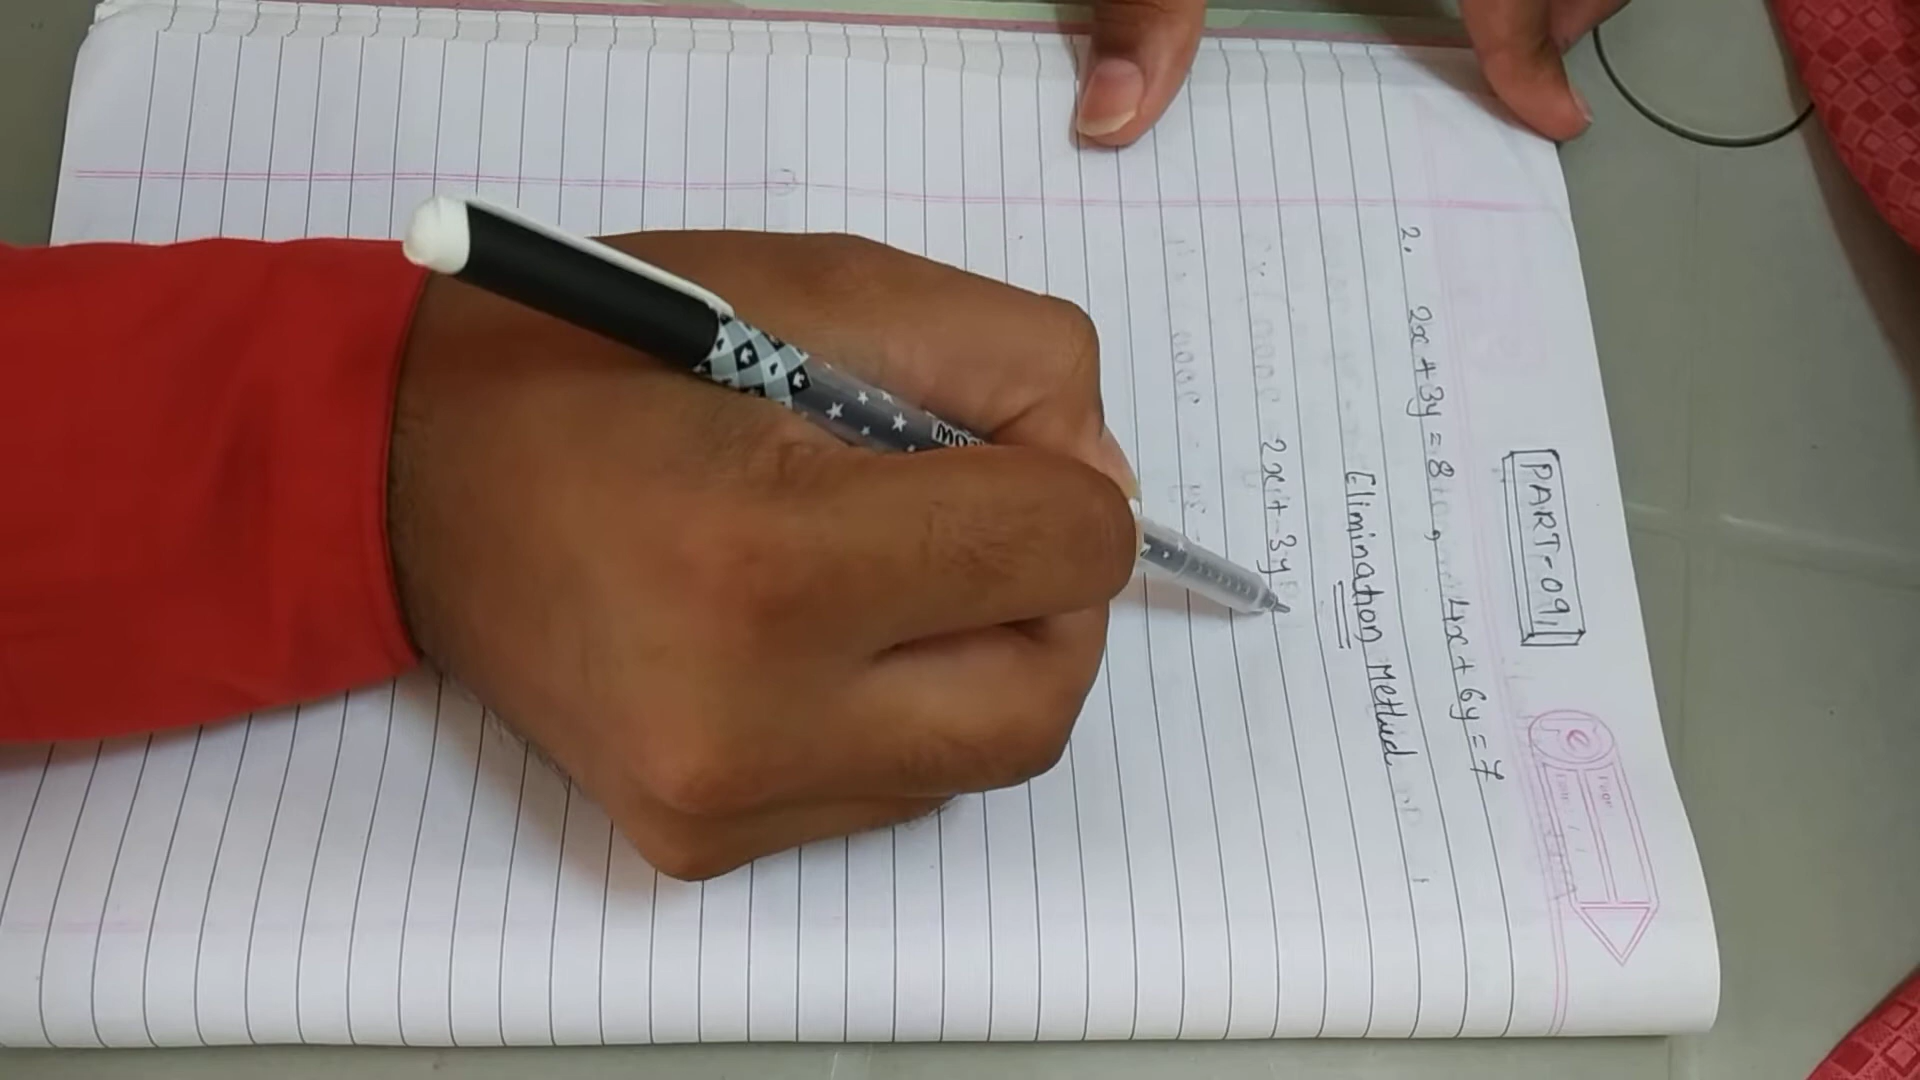 PART-09
2. 2x+3y=8, 4x+6y=7
Elimination Method
2x+3y